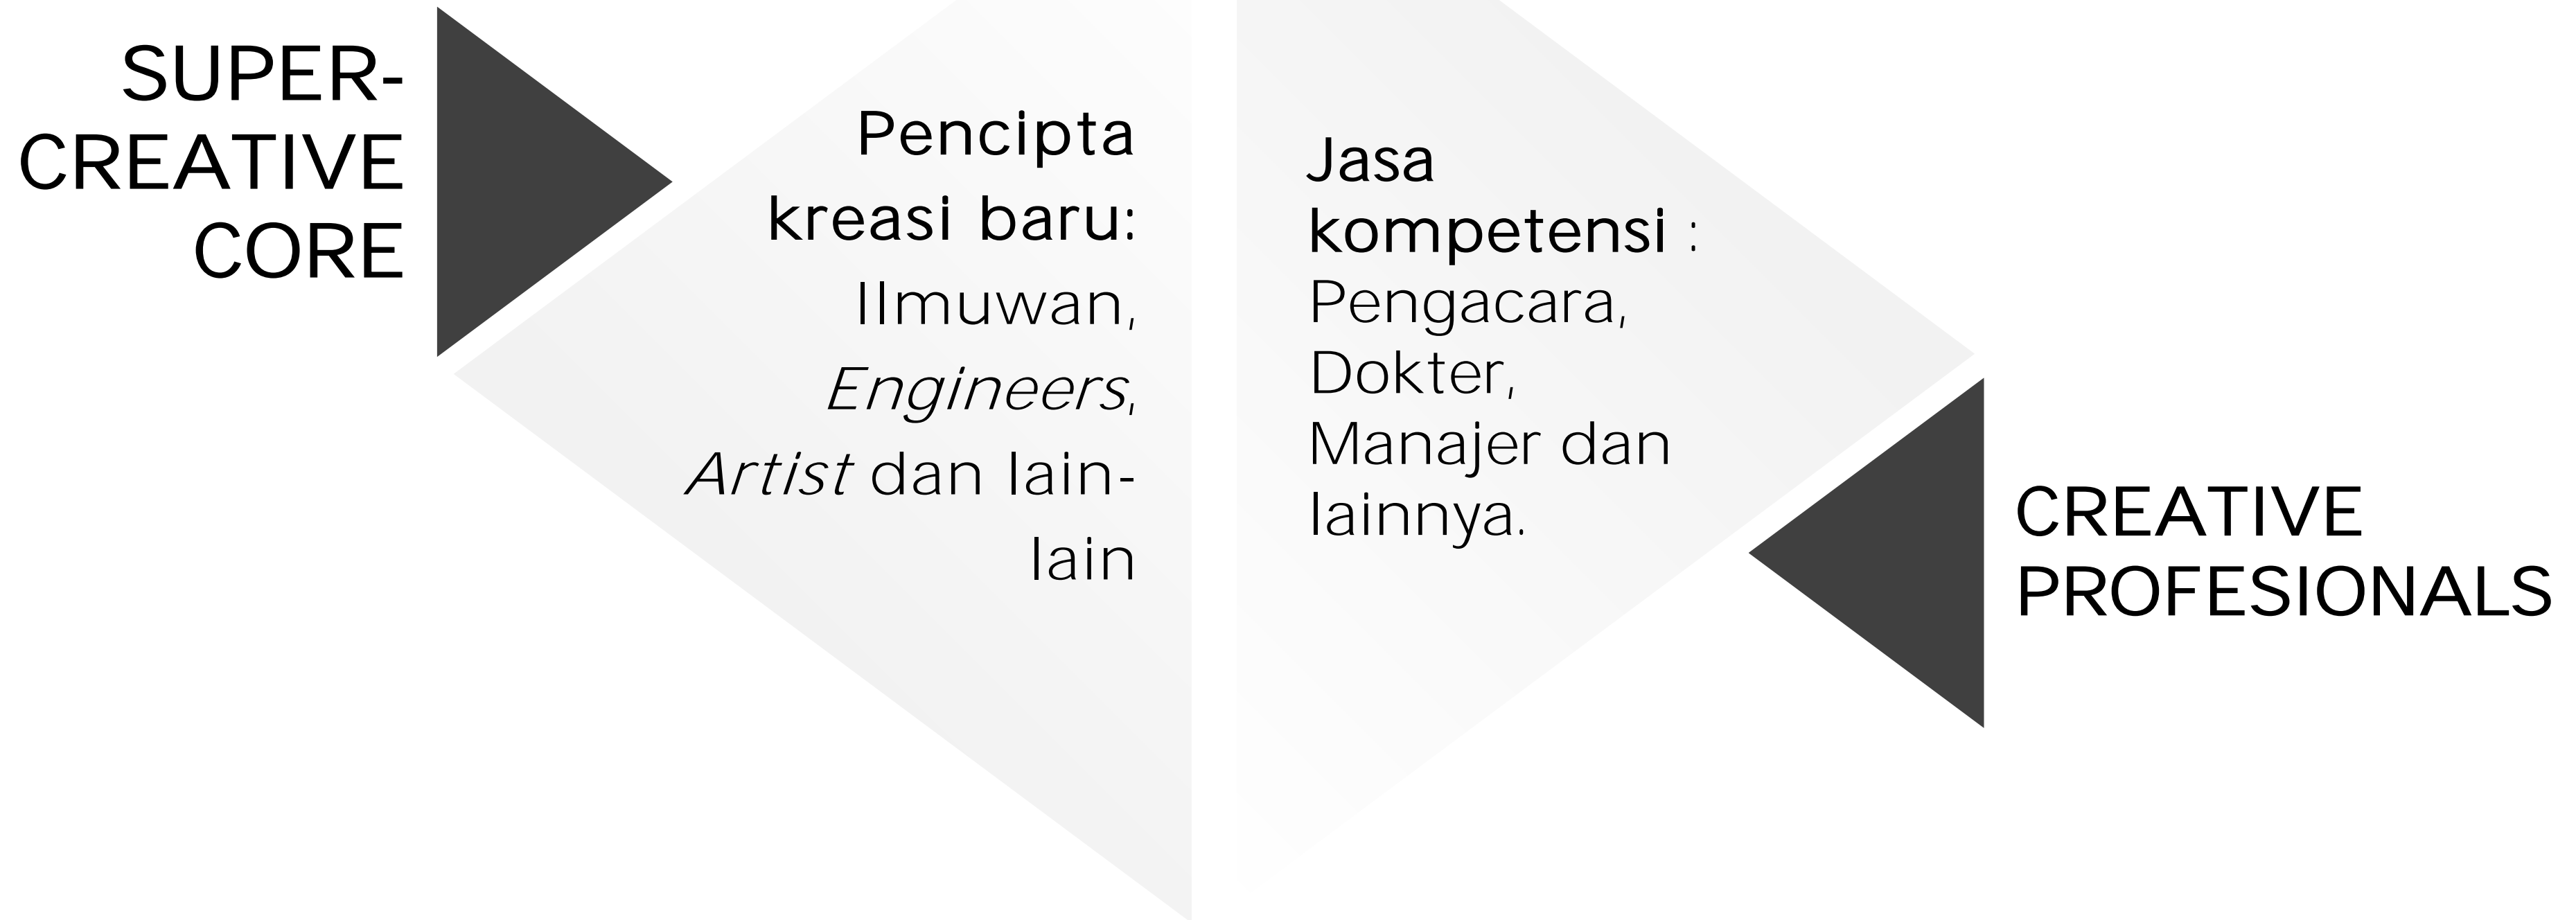 SUPER-
CREATIVE
CORE
Pencipta
kreasi baru:
Ilmuwan,
Engineers,
Artist dan lain-
lain
Jasa
kompetensi :
Pengacara,
Dokter,
Manajer dan
lainnya.
CREATIVE
PROFESIONALS